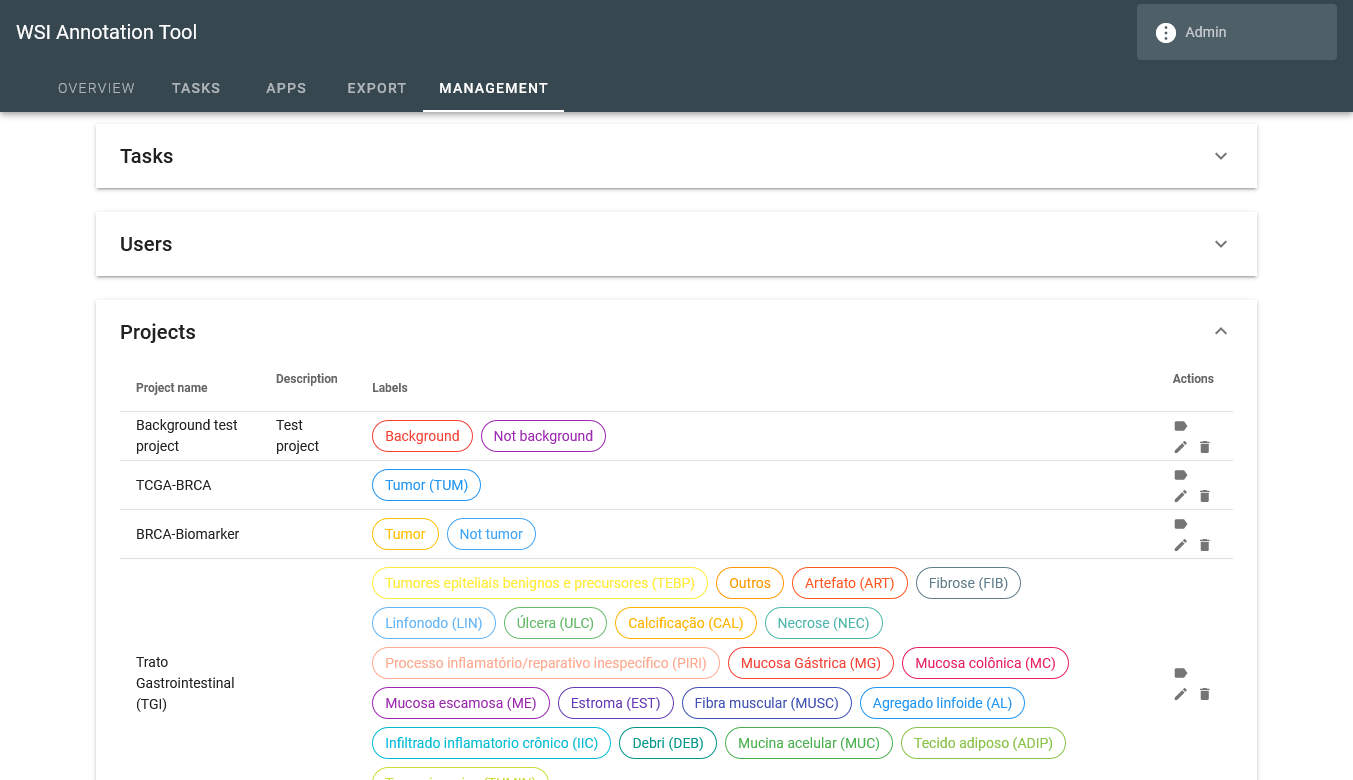 WSI Annotation Tool
Admin
OVERVIEW TASKS APPS EXPORT MANAGEMENT
Tasks
Users
Projects
Project name Description Labels Actions
Background test project Test project Background Not background
TCGA-BRCA Tumor (TUM)
BRCA-Biomarker Tumor Not tumor
Trato Gastrointestinal (TGI)
Tumores epiteliais benignos e precursores (TEBP) Outros Artefato (ART) Fibrose (FIB)
Linfonodo (LIN) Úlcera (ULC) Calcificação (CAL) Necrose (NEC)
Processo inflamatório/reparativo inespecífico (PIRI) Mucosa Gástrica (MG) Mucosa colônica (MC)
Mucosa escamosa (ME) Estroma (EST) Fibra muscular (MUSC) Agregado linfoide (AL)
Infiltrado inflamatorio crônico (IIC) Debri (DEB) Mucina acelular (MUC) Tecido adiposo (ADIP)